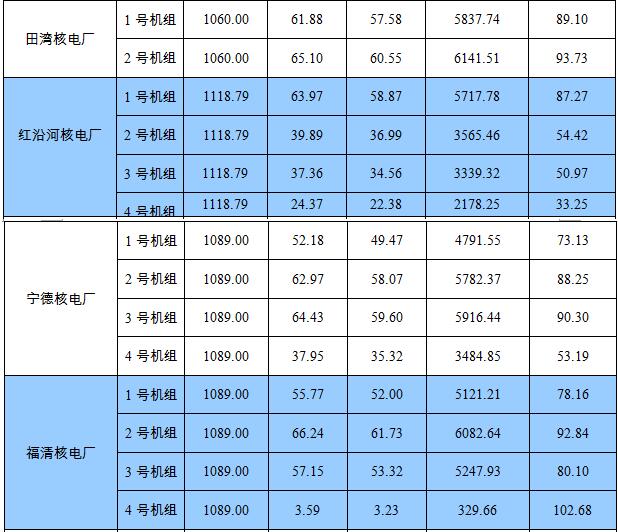 田湾核电厂 1 号机组 1060.00 61.88 57.58 5837.74 89.10
2 号机组 1060.00 65.10 60.55 6141.51 93.73
红沿河核电厂 1 号机组 1118.79 63.97 58.87 5717.78 87.27
2 号机组 1118.79 39.89 36.99 3565.46 54.42
3 号机组 1118.79 37.36 34.56 3339.32 50.97
4 号机组 1118.79 24.37 22.38 2178.25 33.25
宁德核电厂 1 号机组 1089.00 52.18 49.47 4791.55 73.13
2 号机组 1089.00 62.97 58.07 5782.37 88.25
3 号机组 1089.00 64.43 59.60 5916.44 90.30
4 号机组 1089.00 37.95 35.32 3484.85 53.19
福清核电厂 1 号机组 1089.00 55.77 52.00 5121.21 78.16
2 号机组 1089.00 66.24 61.73 6082.64 92.84
3 号机组 1089.00 57.15 53.32 5247.93 80.10
4 号机组 1089.00 3.59 3.23 329.66 102.68